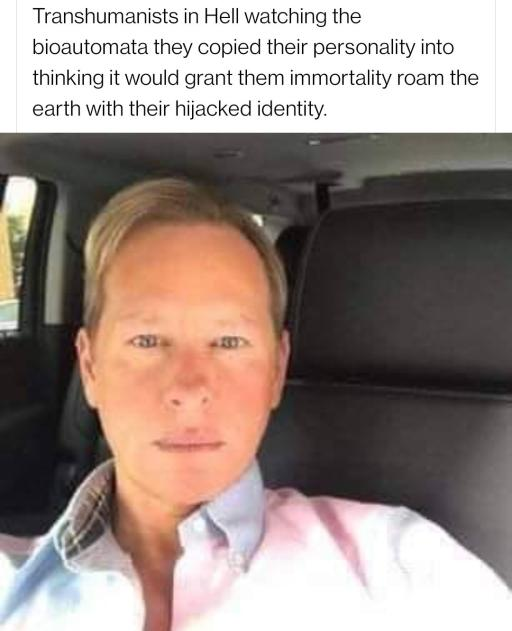 Transhumanists in Hell watching the
bioautomata they copied their personality into
thinking it would grant them immortality roam the
earth with their hijacked identity.